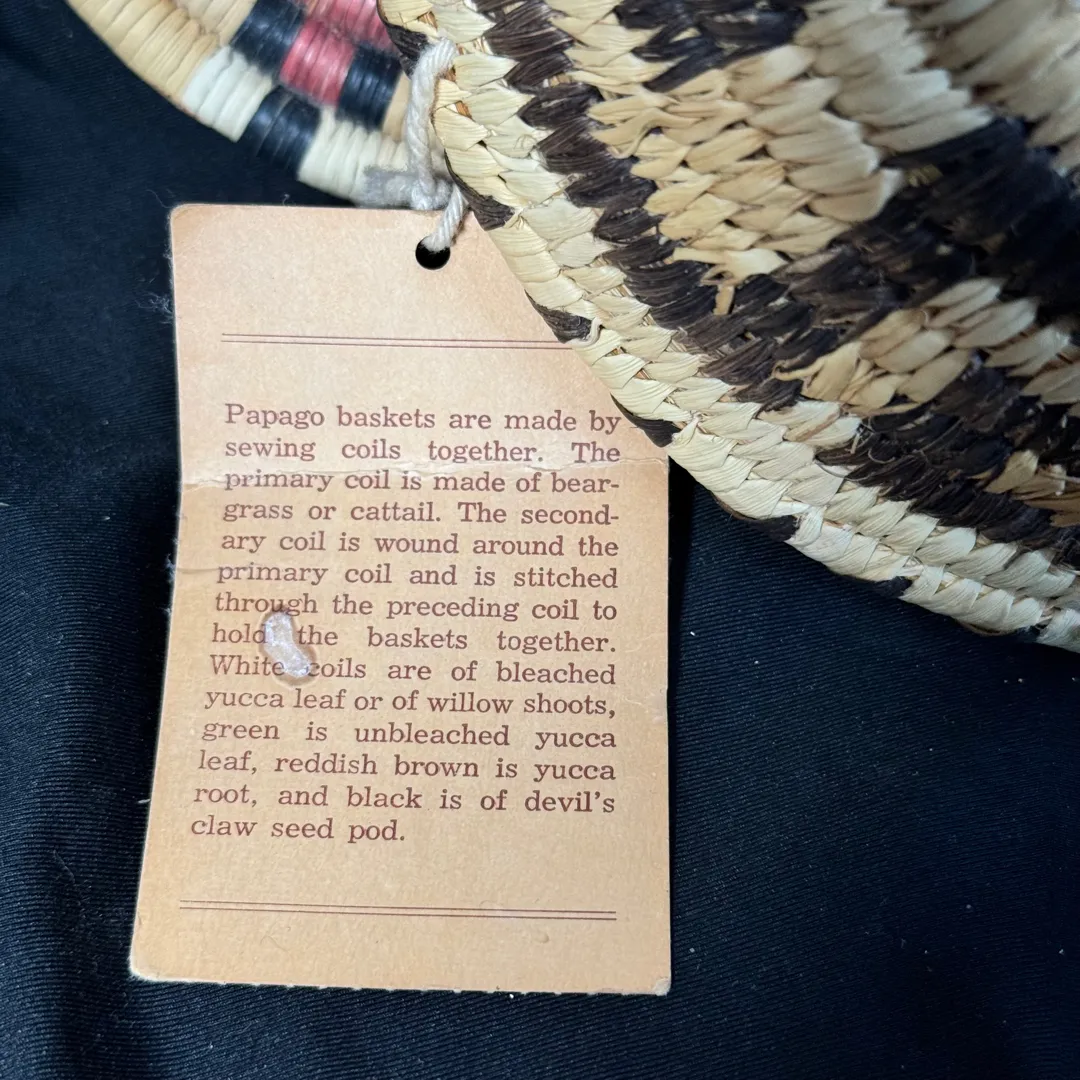 Papago baskets are made by
sewing coils together. The
primary coil is made of bear-
grass or cattail. The second-
ary coil is wound around the
primary coil and is stitched
through the preceding coil to
hold the baskets together.
White coils are of bleached
yucca leaf or of willow shoots,
green is unbleached yucca
leaf, reddish brown is yucca
root, and black is of devil's
claw seed pod.